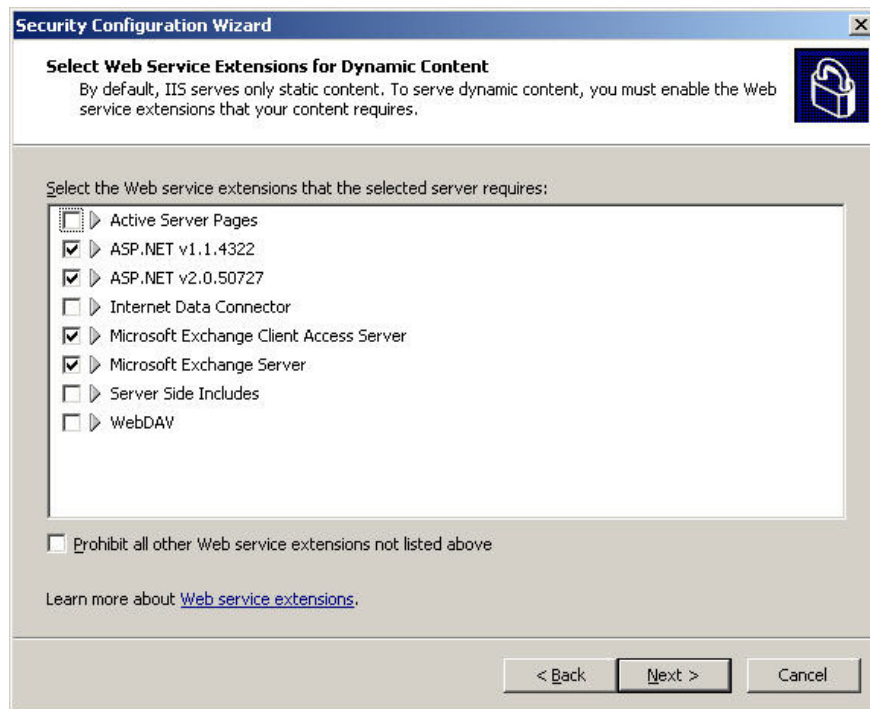 Security Configuration Wizard
Select Web Service Extensions for Dynamic Content
By default, IIS serves only static content. To serve dynamic content, you must enable the Web
service extensions that your content requires.
Select the Web service extensions that the selected server requires:
Active Server Pages
ASP.NET v1.1.4322
ASP.NET v2.0.50727
Internet Data Connector
Microsoft Exchange Client Access Server
Microsoft Exchange Server
Server Side Includes
WebDAV
Prohibit all other Web service extensions not listed above
Learn more about Web service extensions.
< Back Next > Cancel